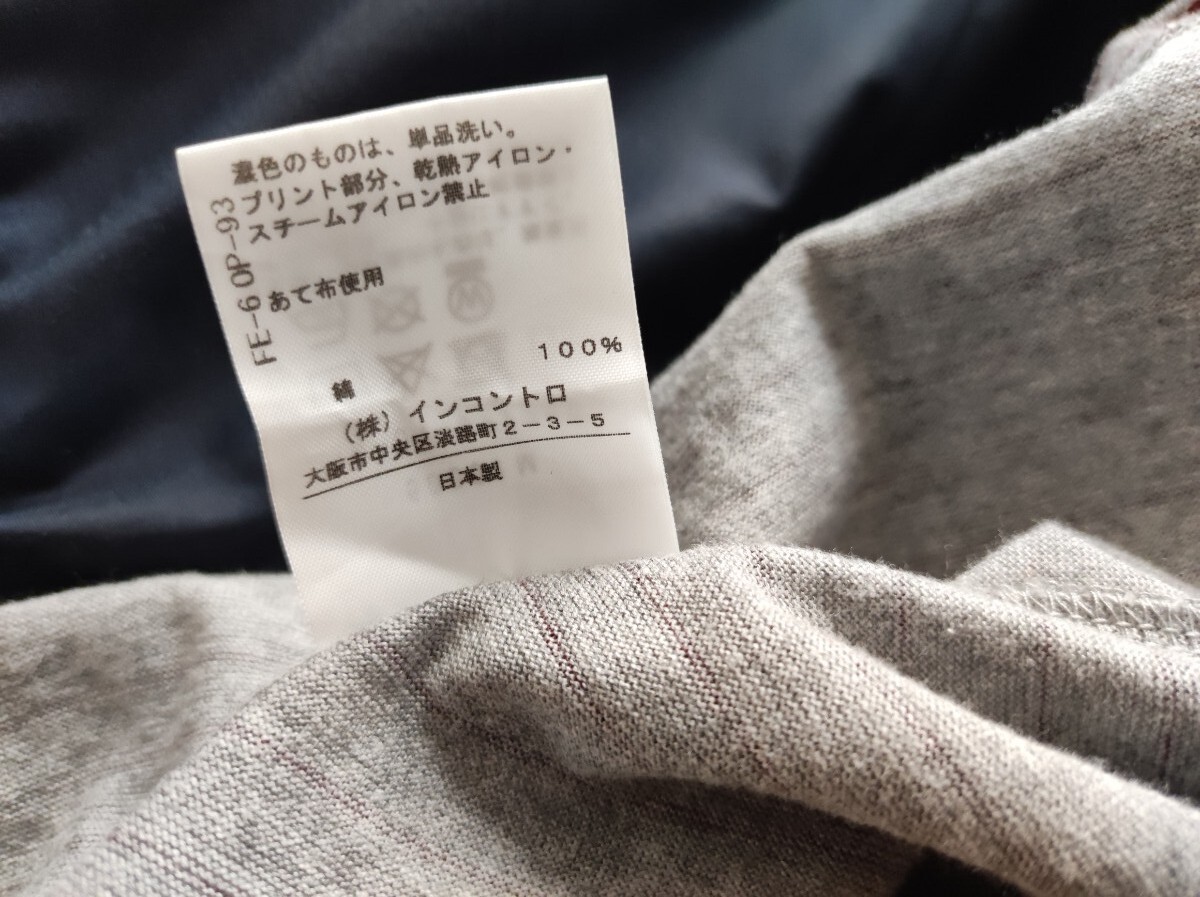 濃色のものは、単品洗い。
プリント部分、乾熱アイロン・
スチームアイロン禁止
あて布使用
FE-6 OP-93
綿 100%
(株)インコントロ
大阪市中央区淡路町2-3-5
日本製